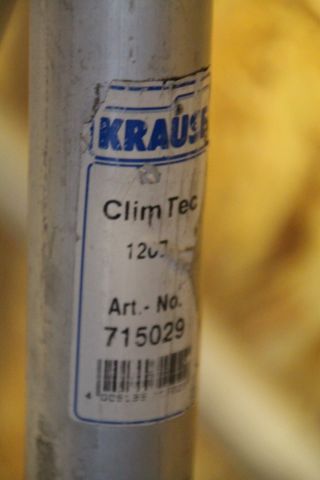 KRAUSE
ClimTec
Art.- No.
715029